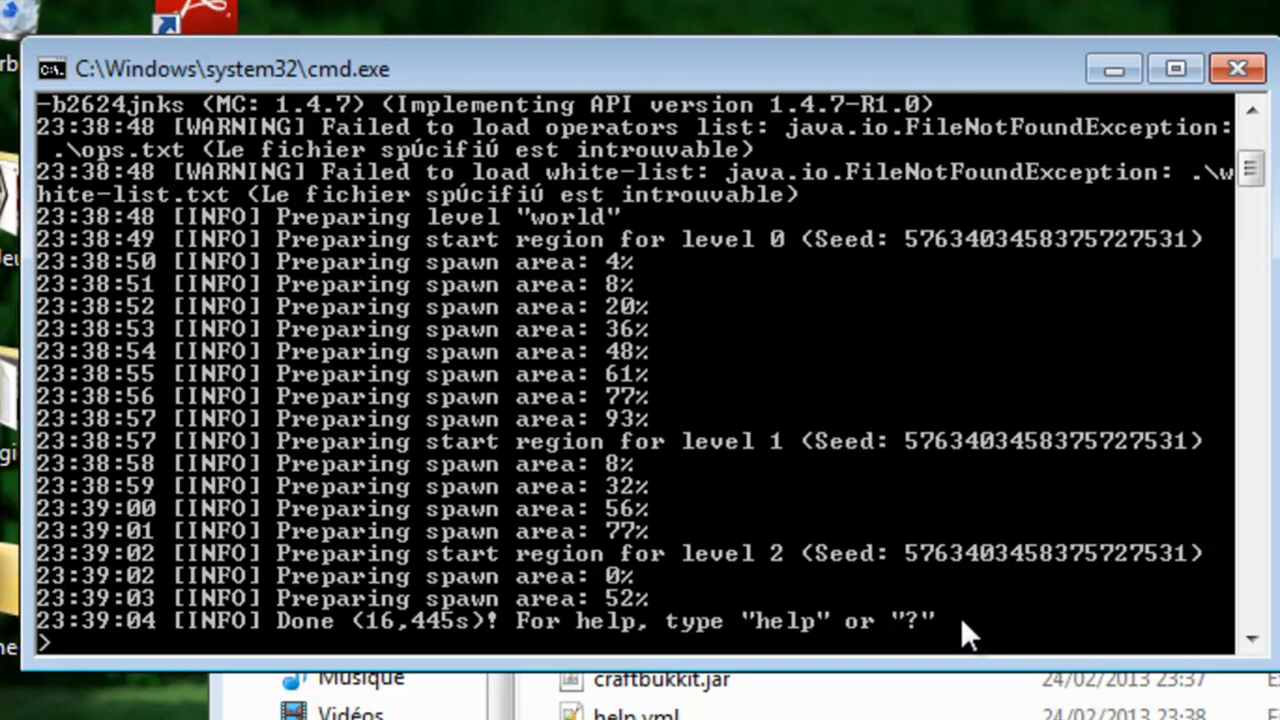 C:\Windows\system32\cmd.exe
-b2624jnks (MC: 1.4.7) (Implementing API version 1.4.7-R1.0)
23:38:48 [WARNING] Failed to load operators list: java.io.FileNotFoundException:
.\ops.txt (Le fichier spúcifiÚ est introuvable)
23:38:48 [WARNING] Failed to load white-list: java.io.FileNotFoundException: .\w
hite-list.txt (Le fichier spúcifiÚ est introuvable)
23:38:48 [INFO] Preparing level "world"
23:38:49 [INFO] Preparing start region for level 0 (Seed: 5763403458375727531)
23:38:50 [INFO] Preparing spawn area: 4%
23:38:51 [INFO] Preparing spawn area: 8%
23:38:52 [INFO] Preparing spawn area: 20%
23:38:53 [INFO] Preparing spawn area: 36%
23:38:54 [INFO] Preparing spawn area: 48%
23:38:55 [INFO] Preparing spawn area: 61%
23:38:56 [INFO] Preparing spawn area: 77%
23:38:57 [INFO] Preparing spawn area: 93%
23:38:57 [INFO] Preparing start region for level 1 (Seed: 5763403458375727531)
23:38:58 [INFO] Preparing spawn area: 8%
23:38:59 [INFO] Preparing spawn area: 32%
23:39:00 [INFO] Preparing spawn area: 56%
23:39:01 [INFO] Preparing spawn area: 77%
23:39:02 [INFO] Preparing start region for level 2 (Seed: 5763403458375727531)
23:39:02 [INFO] Preparing spawn area: 0%
23:39:03 [INFO] Preparing spawn area: 52%
23:39:04 [INFO] Done (16,445s)! For help, type "help" or "?"
>
Musique craftbukkit.jar 24/02/2013 23:37
Vidéos help.yml 24/02/2013 23:38